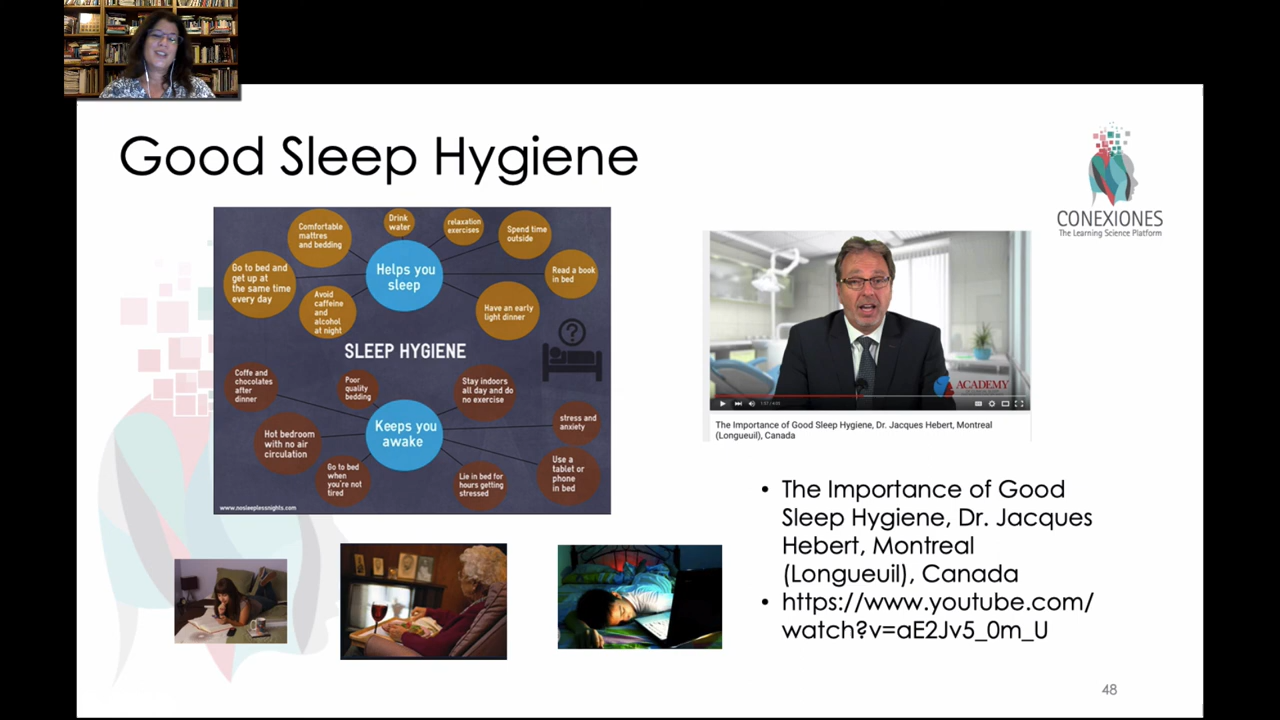 Good Sleep Hygiene
CONEXIONES
The Learning Science Platform
Drink
water
relaxation
exercises
Comfortable
mattres
and bedding
Spend time
outside
Go to bed and
get up at
the same time
every day
Helps you
sleep
Read a book
in bed
Avoid
caffeine
and
alcohol
at night
Have an early
light dinner
SLEEP HYGIENE
Coffe and
chocolates
after
dinner
Poor
quality
bedding
Stay indoors
all day and do
no exercise
Keeps you
awake
stress and
anxiety
Hot bedroom
with no air
circulation
Go to bed
when
you're not
tired
Lie in bed for
hours getting
stressed
Use a
tablet or
phone
in bed
www.nosleeplessnights.com
ACADEMY
The Importance of Good Sleep Hygiene, Dr. Jacques Hebert, Montreal
(Longueuil), Canada
• The Importance of Good
Sleep Hygiene, Dr. Jacques
Hebert, Montreal
(Longueuil), Canada
• https://www.youtube.com/
watch?v=aE2Jv5_0m_U
48